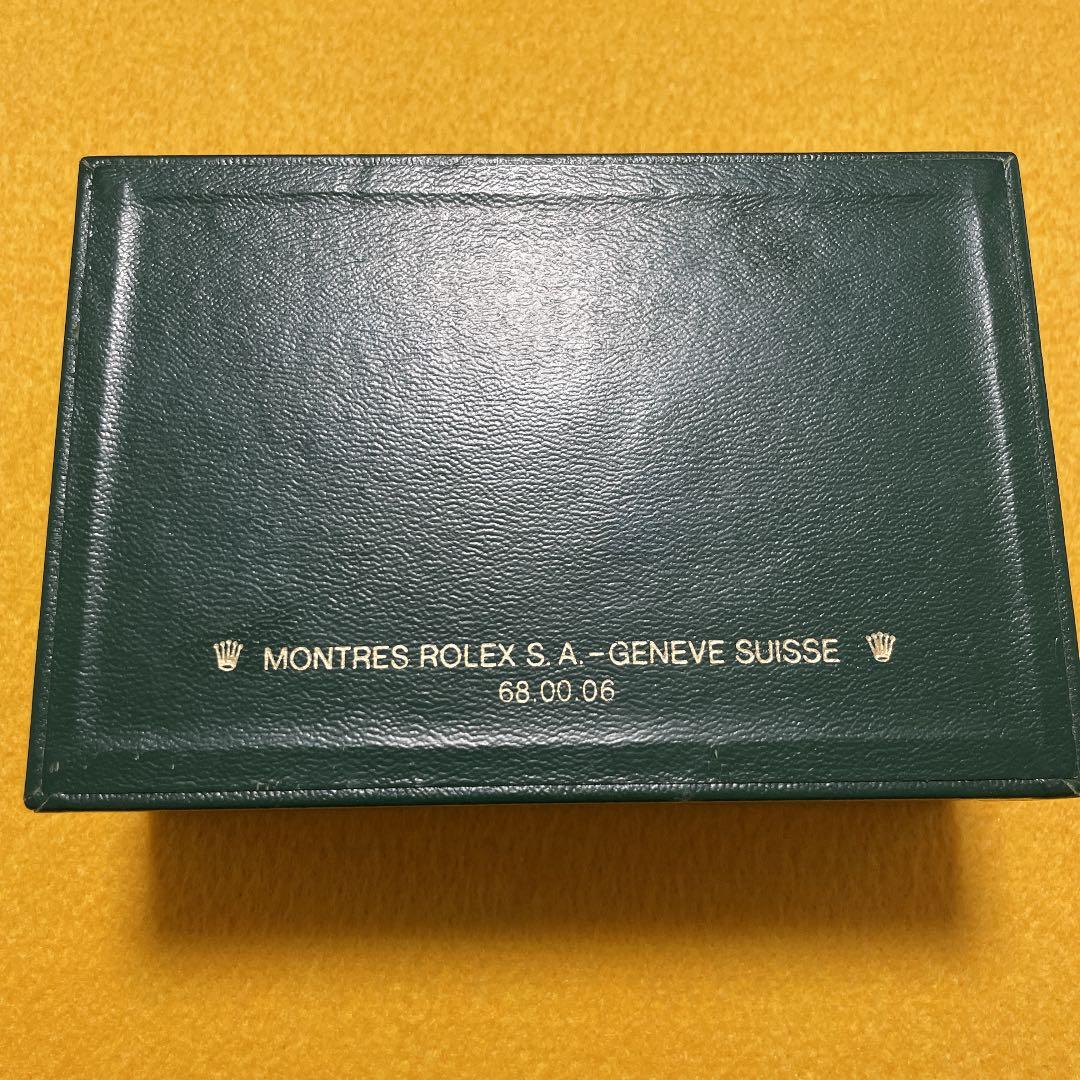 MONTRES ROLEX S. A.-GENEVE SUISSE
68.00.06